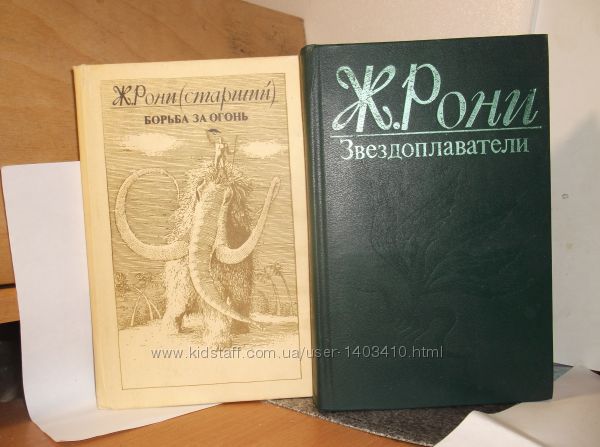 Ж.Рони(старший)
БОРЬБА ЗА ОГОНЬ
Ж.Рони
Звездоплаватели
www.kidstaff.com.ua/user-1403410.html